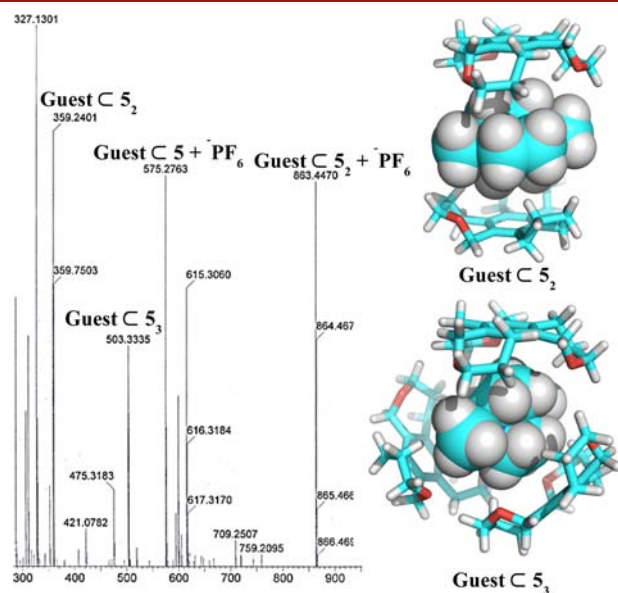 327.1301
Guest ⊂ 5₂
359.2401
Guest ⊂ 5 + ⁻PF₆
575.2763
Guest ⊂ 5₂ + ⁻PF₆
863.4470
359.7503
615.3060
Guest ⊂ 5₂
Guest ⊂ 5₃
503.3335
864.467
616.3184
475.3183
617.3170
865.466
421.0782
709.2507
759.2095
866.469
300 400 500 600 700 800 900
Guest ⊂ 5₃